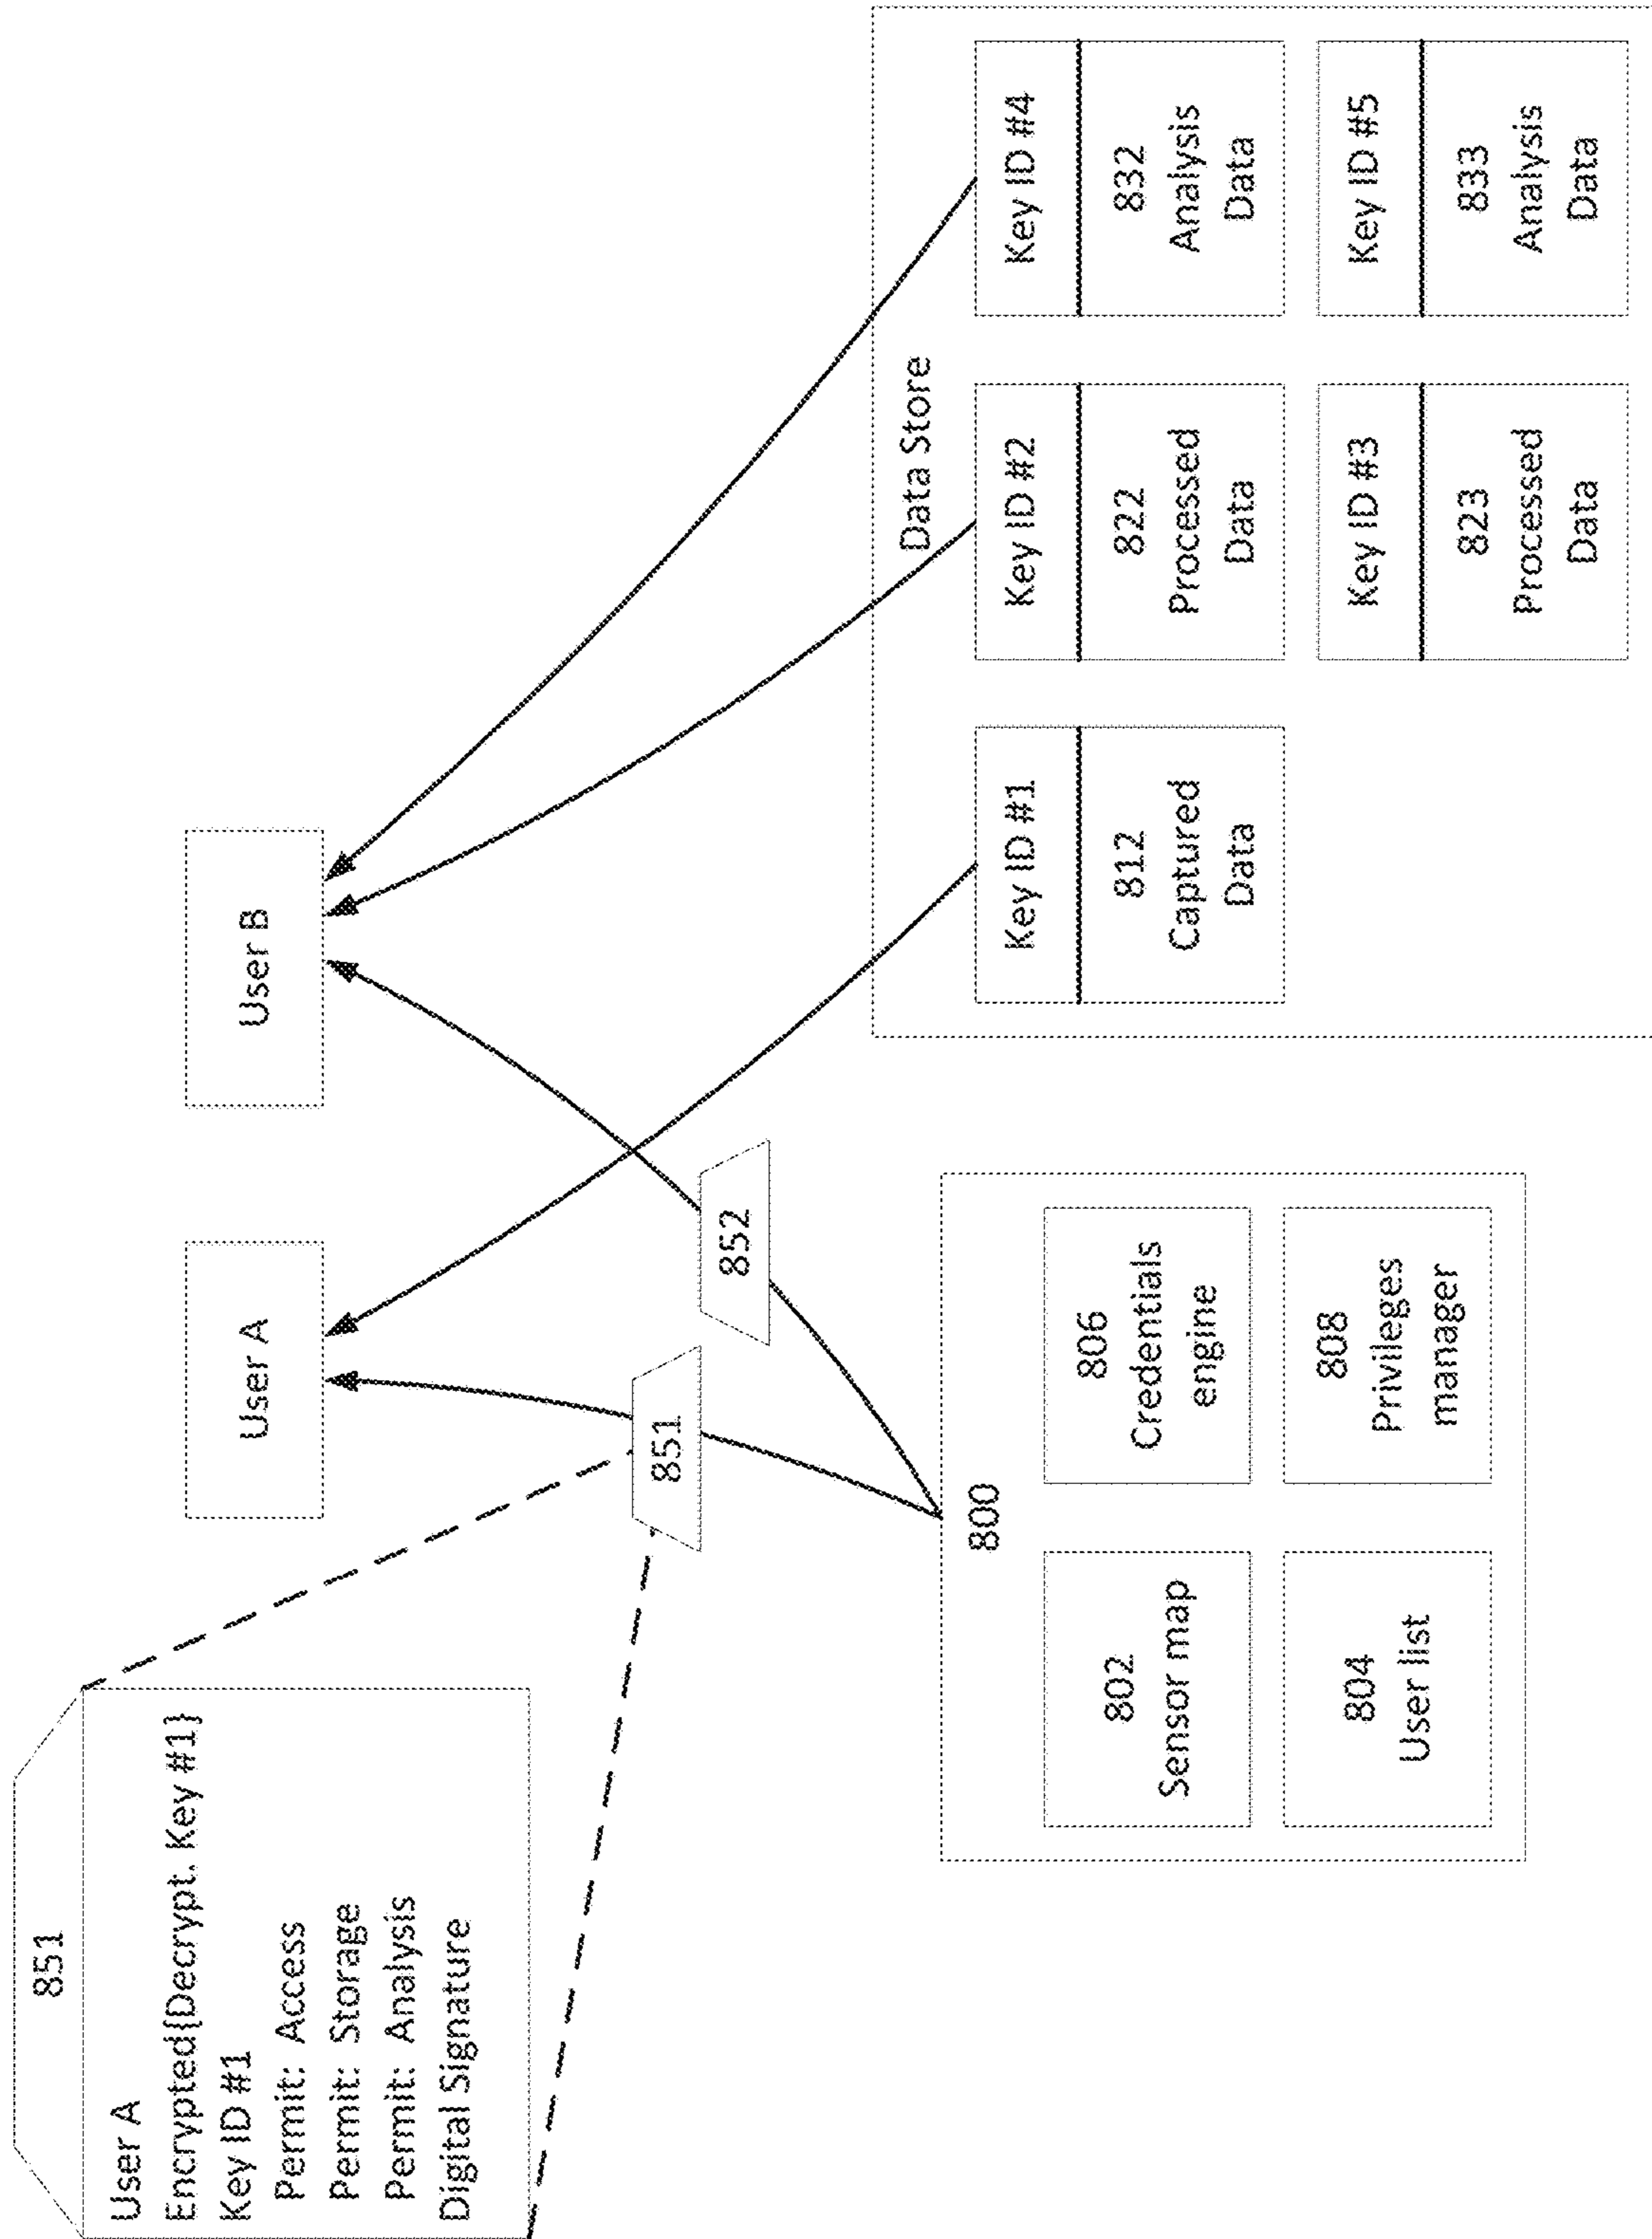 851
User A
Encrypted{Decrypt. Key #1}
Key ID #1
Permit: Access
Permit: Storage
Permit: Analysis
Digital Signature
User A
User B
851
852
800
802
Sensor map
806
Credentials
engine
804
User list
808
Privileges
manager
Data Store
Key ID #1
812
Captured
Data
Key ID #2
822
Processed
Data
Key ID #4
832
Analysis
Data
Key ID #3
823
Processed
Data
Key ID #5
833
Analysis
Data